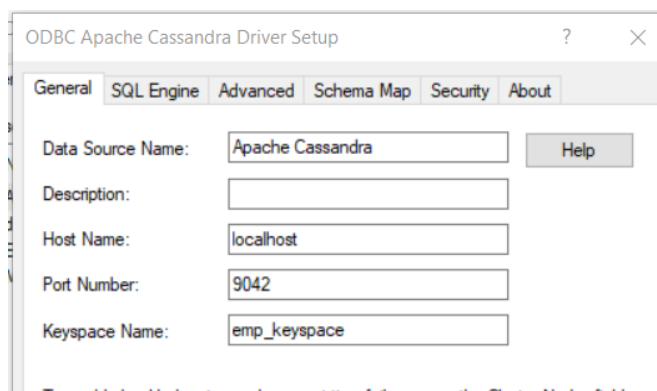 ODBC Apache Cassandra Driver Setup ?
General SQL Engine Advanced Schema Map Security About
Data Source Name: Apache Cassandra Help
Description:
Host Name: localhost
Port Number: 9042
Keyspace Name: emp_keyspace